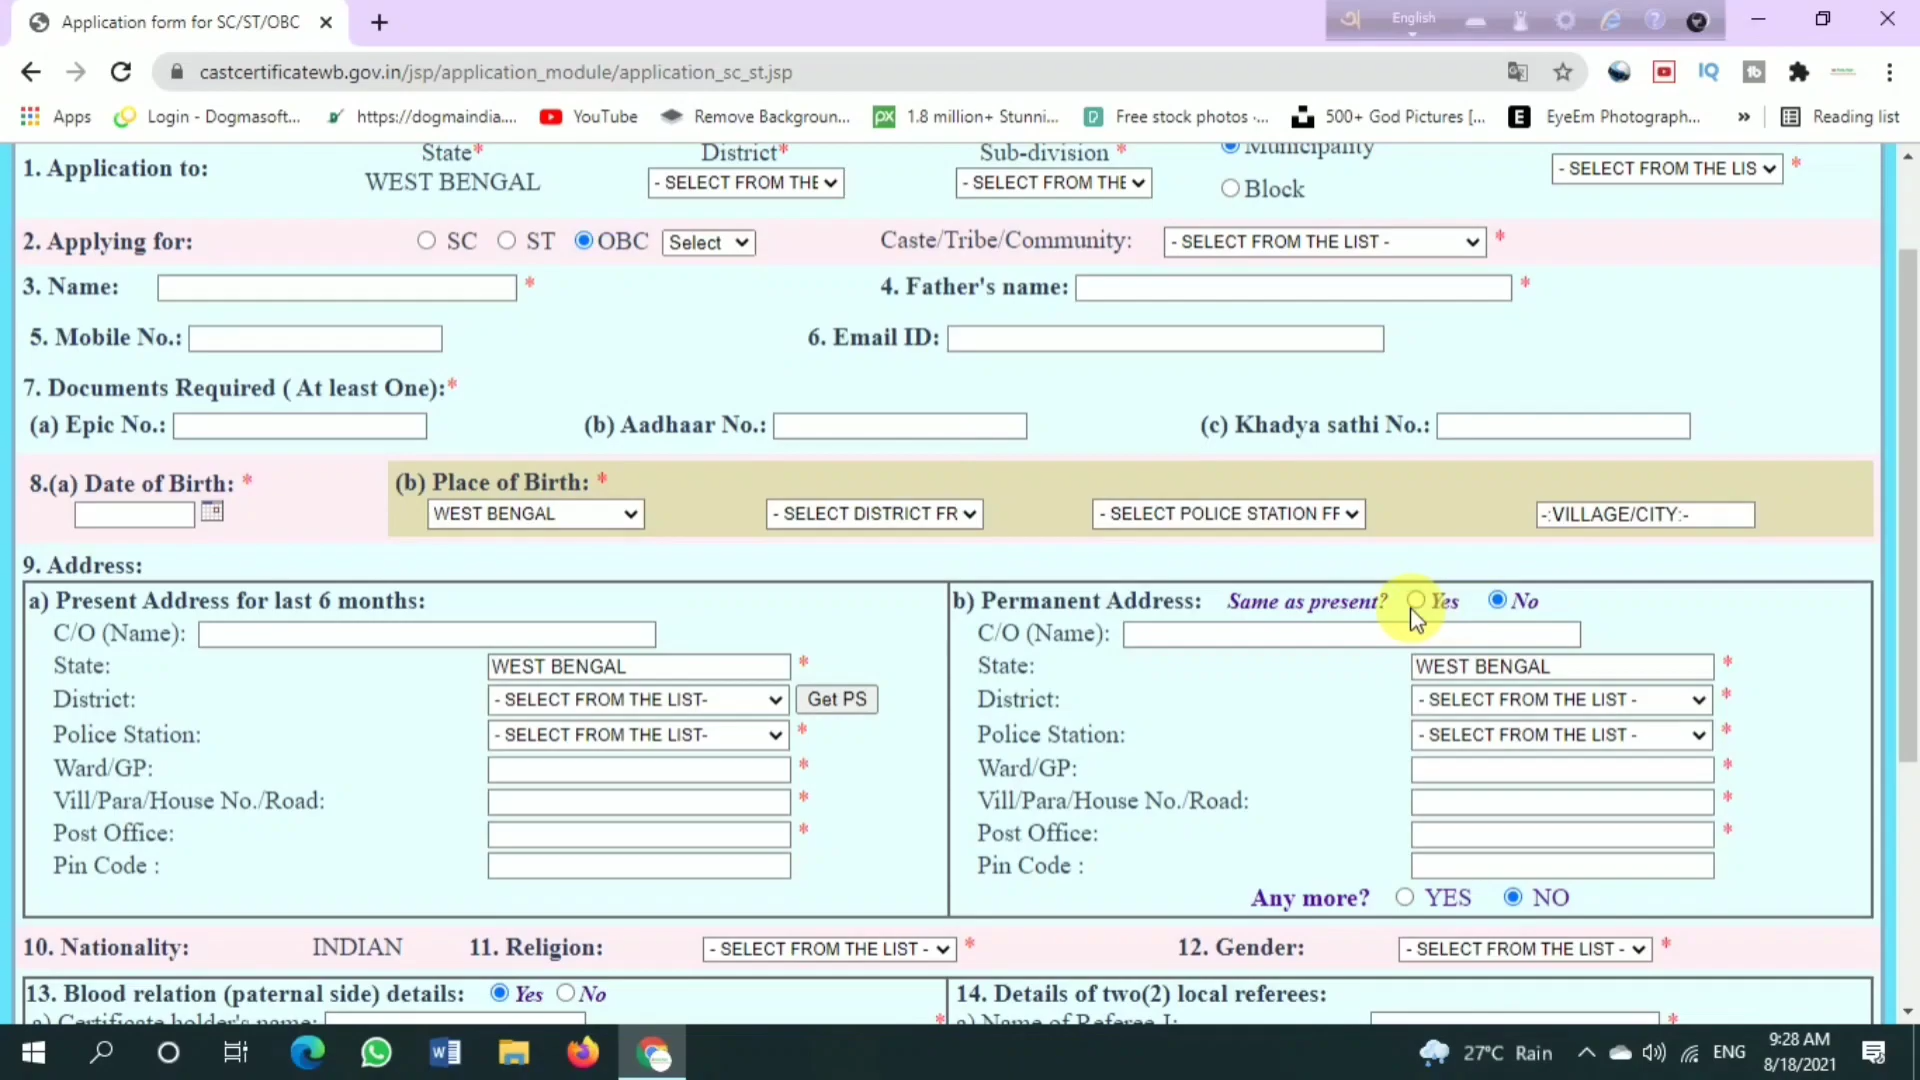 Application form for SC/ST/OBC
English
castcertificatewb.gov.in/jsp/application_module/application_sc_st.jsp
Apps
Login - Dogmasoft...
https://dogmaindia....
YouTube
Remove Backgroun...
1.8 million+ Stunni...
Free stock photos ·...
500+ God Pictures [...
EyeEm Photograph...
»
Reading list
1. Application to:
State*
WEST BENGAL
District*
- SELECT FROM THE
Sub-division *
- SELECT FROM THE
Municipality
Block
- SELECT FROM THE LIS *
2. Applying for: SC ST OBC Select
Caste/Tribe/Community: - SELECT FROM THE LIST - *
3. Name: *
4. Father's name: *
5. Mobile No.:
6. Email ID:
7. Documents Required ( At least One):*
(a) Epic No.:
(b) Aadhaar No.:
(c) Khadya sathi No.:
8.(a) Date of Birth: *
(b) Place of Birth: *
WEST BENGAL
- SELECT DISTRICT FR
- SELECT POLICE STATION FF
-:VILLAGE/CITY:-
9. Address:
a) Present Address for last 6 months:
C/O (Name):
State: WEST BENGAL *
District: - SELECT FROM THE LIST- Get PS
Police Station: - SELECT FROM THE LIST- *
Ward/GP: *
Vill/Para/House No./Road: *
Post Office: *
Pin Code :
b) Permanent Address: Same as present? Yes No
C/O (Name):
State: WEST BENGAL *
District: - SELECT FROM THE LIST - *
Police Station: - SELECT FROM THE LIST - *
Ward/GP: *
Vill/Para/House No./Road:
Post Office: *
Pin Code :
Any more? YES NO
10. Nationality: INDIAN
11. Religion: - SELECT FROM THE LIST - *
12. Gender: - SELECT FROM THE LIST - *
13. Blood relation (paternal side) details: Yes No
a) Certificate holder's name: *
14. Details of two(2) local referees:
a) Name of Referee I: *
27°C Rain
ENG
9:28 AM
8/18/2021